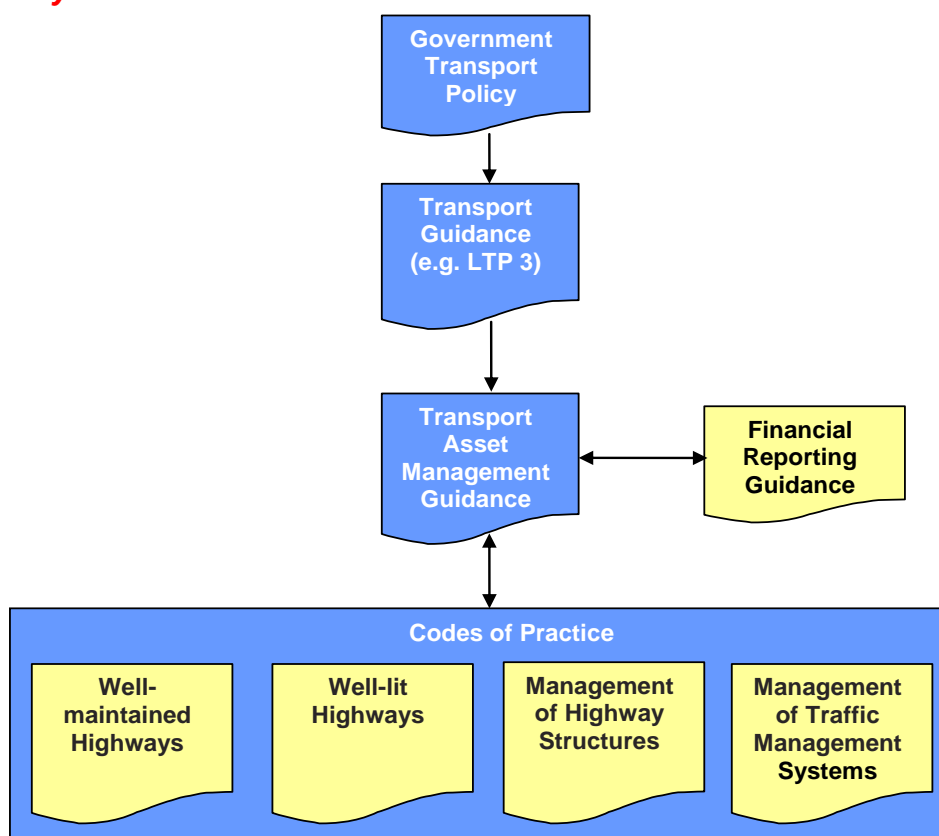 Government
Transport
Policy
Transport
Guidance
(e.g. LTP 3)
Transport
Asset
Management
Guidance
Financial
Reporting
Guidance
Codes of Practice
Well-
maintained
Highways
Well-lit
Highways
Management
of Highway
Structures
Management
of Traffic
Management
Systems